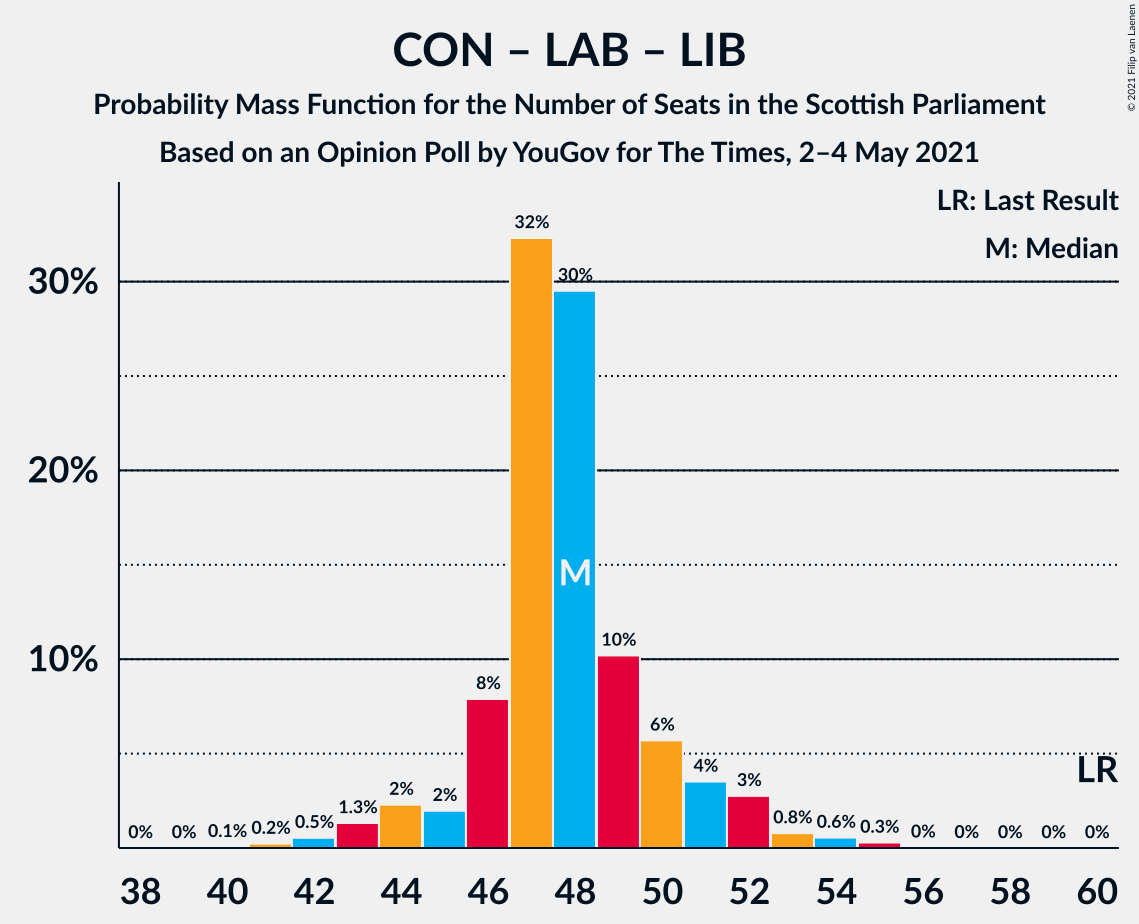 CON – LAB – LIB
Probability Mass Function for the Number of Seats in the Scottish Parliament
Based on an Opinion Poll by YouGov for The Times, 2–4 May 2021
© 2021 Filip van Laenen
LR: Last Result
M: Median
30%
20%
10%
0% 0% 0.1% 0.2% 0.5% 1.3% 2% 2% 8% 32% 30% 10% 6% 4% 3% 0.8% 0.6% 0.3% 0% 0% 0% 0% 0%
M
LR
38 40 42 44 46 48 50 52 54 56 58 60